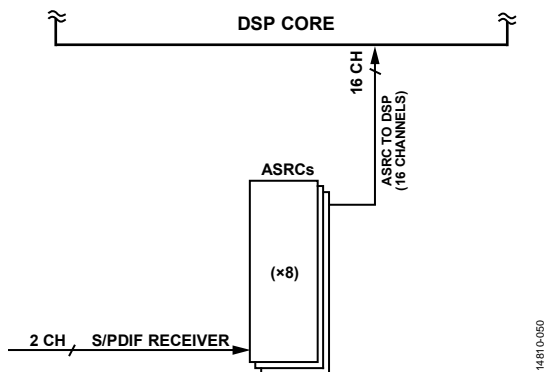 DSP CORE
16 CH
ASRC TO DSP
(16 CHANNELS)
ASRCs
(×8)
2 CH
S/PDIF RECEIVER
14810-050